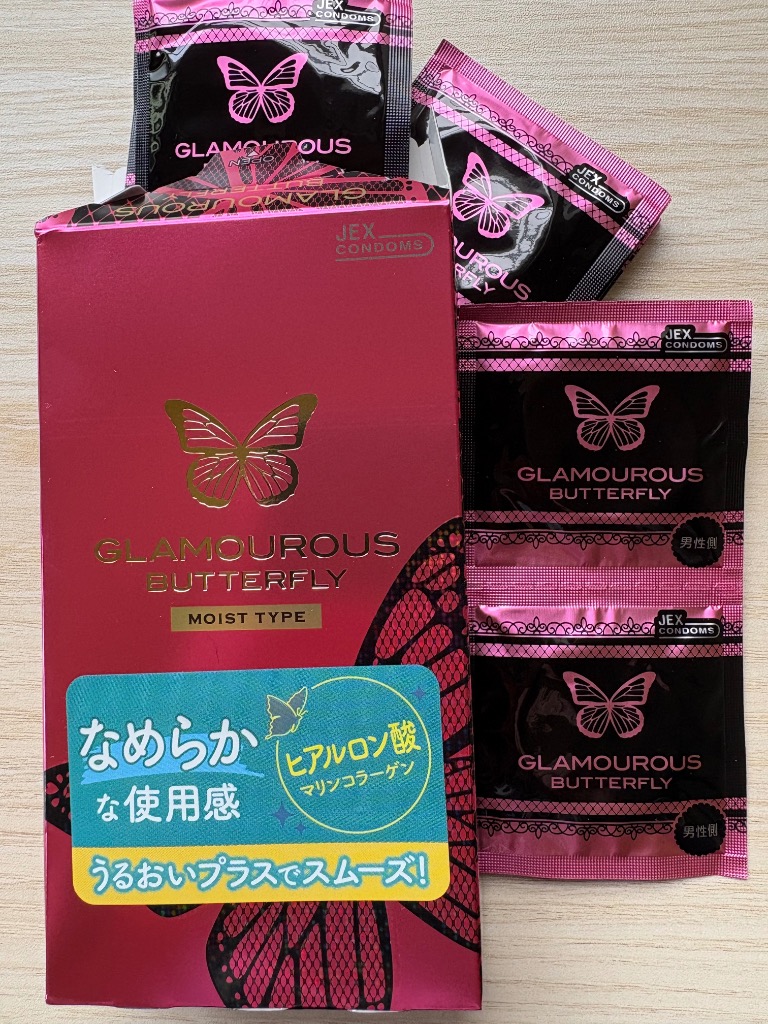 JEX
CONDOMS
GLAMOUROUS
OPEN
GLAMOUROUS
BUTTERFLY
JEX
CONDOMS
GLAMOUROUS
BUTTERFLY
MOIST TYPE
なめらか
な使用感
ヒアルロン酸
マリンコラーゲン
うるおいプラスでスムーズ!
JEX
CONDOMS
JEX
CONDOMS
GLAMOUROUS
BUTTERFLY
男性側
JEX
CONDOMS
GLAMOUROUS
BUTTERFLY
男性側